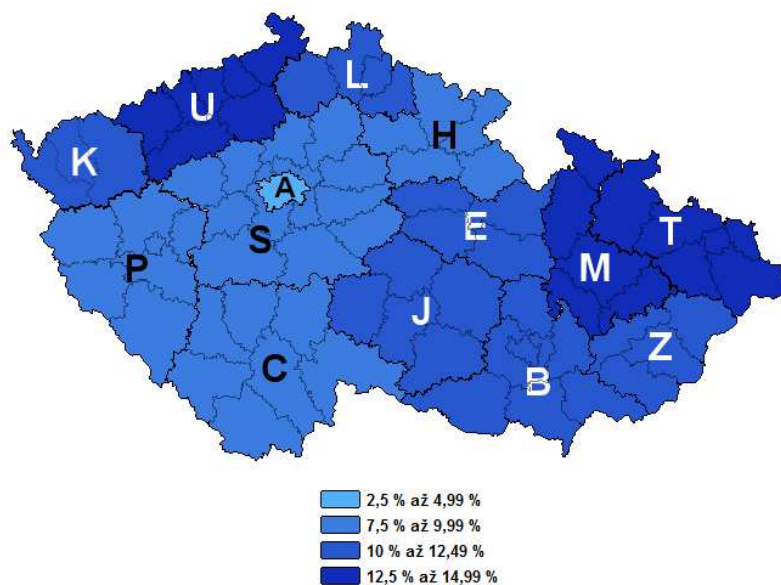 L
U
H
K
A
T
E
S
P
M
J
Z
C
B
2,5 % až 4,99 %
7,5 % až 9,99 %
10 % až 12,49 %
12,5 % až 14,99 %